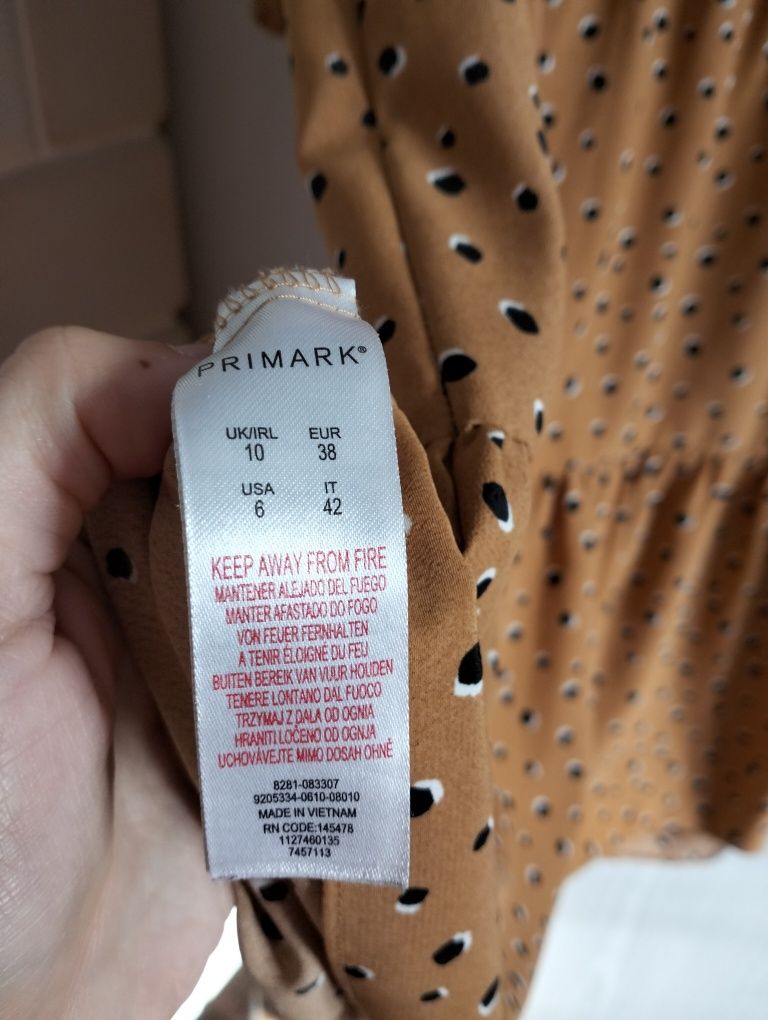 PRIMARK®
UK/IRL EUR
10 38
USA IT
6 42
KEEP AWAY FROM FIRE
MANTENER ALEJADO DEL FUEGO
MANTER AFASTADO DO FOGO
VON FEUER FERNHALTEN
A TENIR ÉLOIGNÉ DU FEU
BUITEN BEREIK VAN VUUR HOUDEN
TENERE LONTANO DAL FUOCO
TRZYMAJ Z DALA OD OGNIA
HRANITI LOČENO OD OGNJA
UCHOVÁVEJTE MIMO DOSAH OHNĚ
8281-083307
9205334-0610-08010
MADE IN VIETNAM
RN CODE:145478
1127460135
7457113